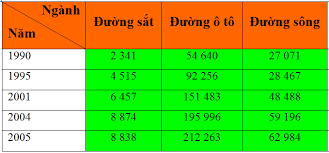 Ngành
Năm
Đường sắt Đường ô tô Đường sông
1990 2 341 54 640 27 071
1995 4 515 92 256 28 467
2001 6 457 151 483 48 488
2004 8 874 195 996 59 196
2005 8 838 212 263 62 984